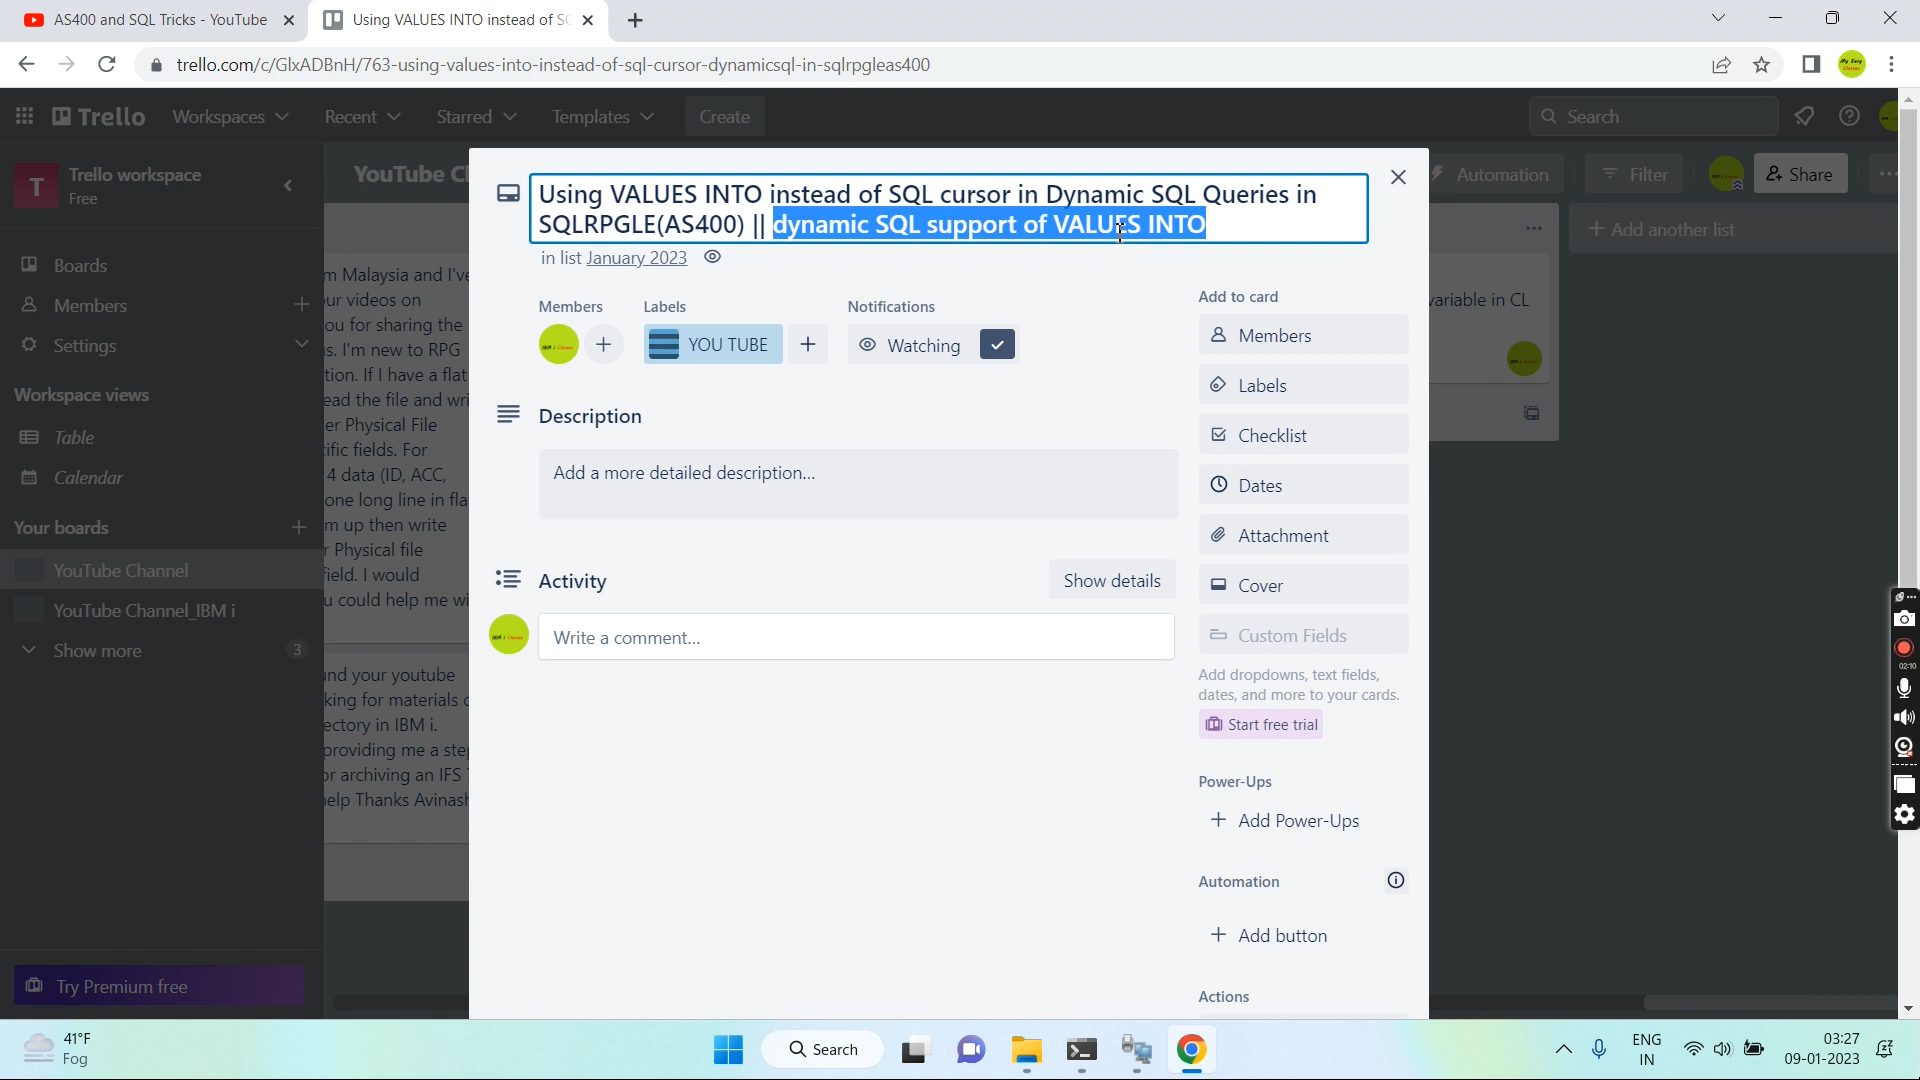 AS400 and SQL Tricks - YouTube
Using VALUES INTO instead of SC
trello.com/c/GlxADBnH/763-using-values-into-instead-of-sql-cursor-dynamicsql-in-sqlrpgleas400
Trello
Workspaces
Recent
Starred
Templates
Create
Search
T
Trello workspace
Free
YouTube C
Automation
Filter
Share
Boards
Members
Settings
Workspace views
Table
Calendar
Your boards
YouTube Channel
YouTube Channel_IBM i
Show more
3
Try Premium free
m Malaysia and I've
ur videos on
ou for sharing the
s. I'm new to RPG
tion. If I have a flat
ead the file and wri
er Physical File
ific fields. For
4 data (ID, ACC,
one long line in fla
m up then write
r Physical file
ield. I would
u could help me wi
nd your youtube
king for materials o
ectory in IBM i.
providing me a ste
or archiving an IFS
elp Thanks Avinash
Using VALUES INTO instead of SQL cursor in Dynamic SQL Queries in
SQLRPGLE(AS400) || dynamic SQL support of VALUES INTO
in list January 2023
Members
Labels
Notifications
YOU TUBE
Watching
Description
Add a more detailed description...
Activity
Show details
Write a comment...
Add to card
Members
Labels
Checklist
Dates
Attachment
Cover
Custom Fields
Add dropdowns, text fields,
dates, and more to your cards.
Start free trial
Power-Ups
Add Power-Ups
Automation
Add button
Actions
Add another list
variable in CL
02:10
41°F
Fog
Search
ENG
IN
03:27
09-01-2023